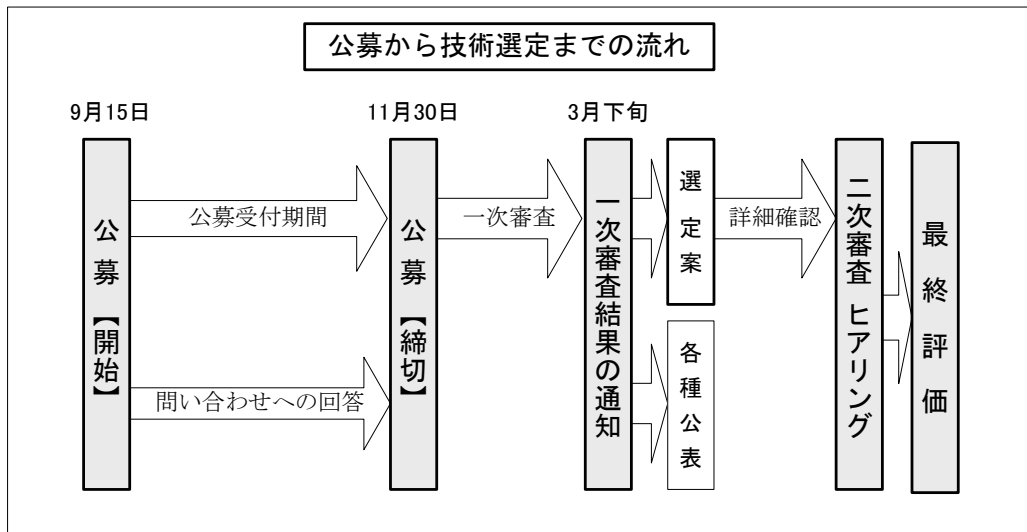 公募から技術選定までの流れ
9月15日
11月30日
3月下旬
公募【開始】
公募受付期間
問い合わせへの回答
公募【締切】
一次審査
一次審査結果の通知
選定案
各種公表
詳細確認
二次審査 ヒアリング
最終評価